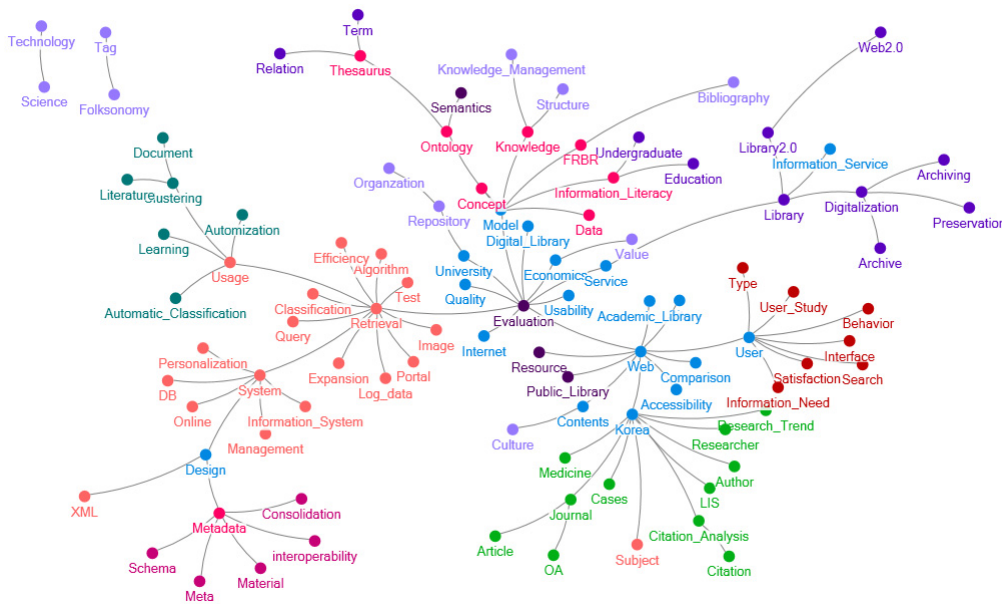 Technology
Tag
Science
Folksonomy
Term
Relation
Thesaurus
Knowledge_Management
Structure
Semantics
Ontology
Knowledge
Bibliography
Web2.0
FRBR
Undergraduate
Library2.0
Information_Service
Document
Literature
Clustering
Organzation
Concept
Information_Literacy
Education
Archiving
Library
Digitalization
Preservation
Repository
Model
Data
Digital_Library
Value
Archive
Automization
Learning
Usage
Automatic_Classification
Efficiency
Algorithm
Test
Classification
Retrieval
Query
Image
University
Quality
Economics
Service
Evaluation
Usability
Internet
Academic_Library
Type
User_Study
Behavior
User
Interface
Search
Satisfaction
Information_Need
Personalization
DB
System
Expansion
Log_data
Portal
Resource
Public_Library
Web
Comparison
Accessibility
Online
Information_System
Management
Culture
Contents
Korea
Research_Trend
Researcher
Design
XML
Medicine
Cases
Author
LIS
Journal
Metadata
Consolidation
Schema
interoperability
Meta
Material
Article
OA
Subject
Citation_Analysis
Citation